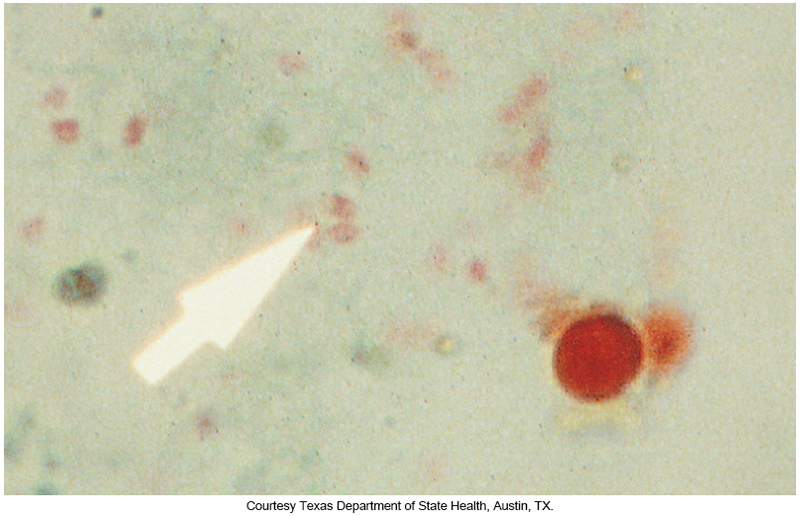 Courtesy Texas Department of State Health, Austin, TX.